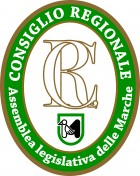 CONSIGLIO REGIONALE
CR
Assemblea legislativa delle Marche